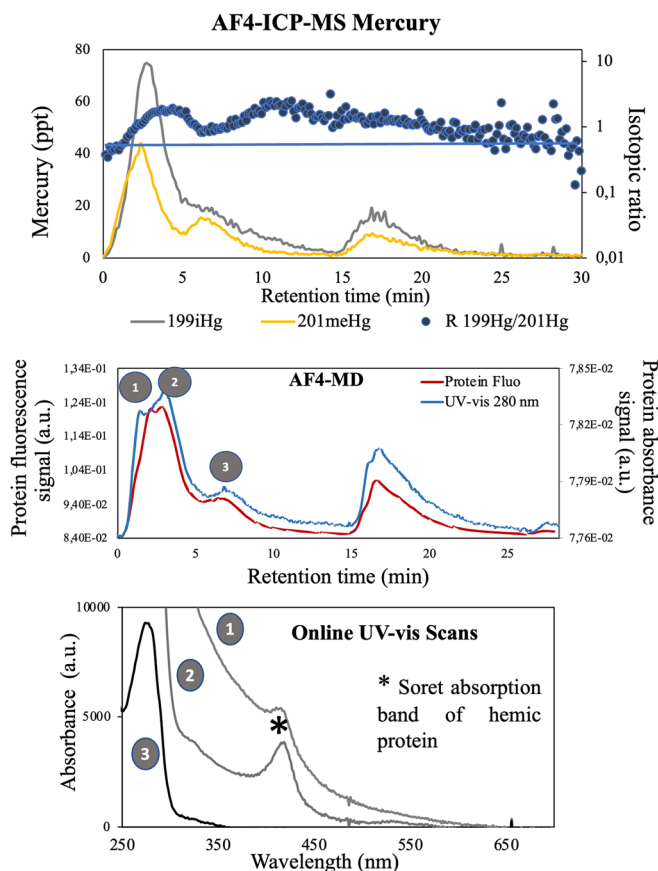 AF4-ICP-MS Mercury
80
60
40
20
0
Mercury (ppt)
10
1
0,1
0,01
Isotopic ratio
0 5 10 15 20 25 30
Retention time (min)
199iHg 201meHg R 199Hg/201Hg
AF4-MD
1 2 3
Protein Fluo
UV-vis 280 nm
1,34E-01
1,24E-01
1,14E-01
1,04E-01
9,40E-02
8,40E-02
Protein fluorescence
signal (a.u.)
7,85E-02
7,82E-02
7,79E-02
7,76E-02
Protein absorbance
signal (a.u.)
0 5 10 15 20 25
Retention time (min)
Online UV-vis Scans
1
2
3
*
* Soret absorption
band of hemic
protein
10000
5000
0
Absorbance (a.u.)
250 350 450 550 650
Wavelength (nm)